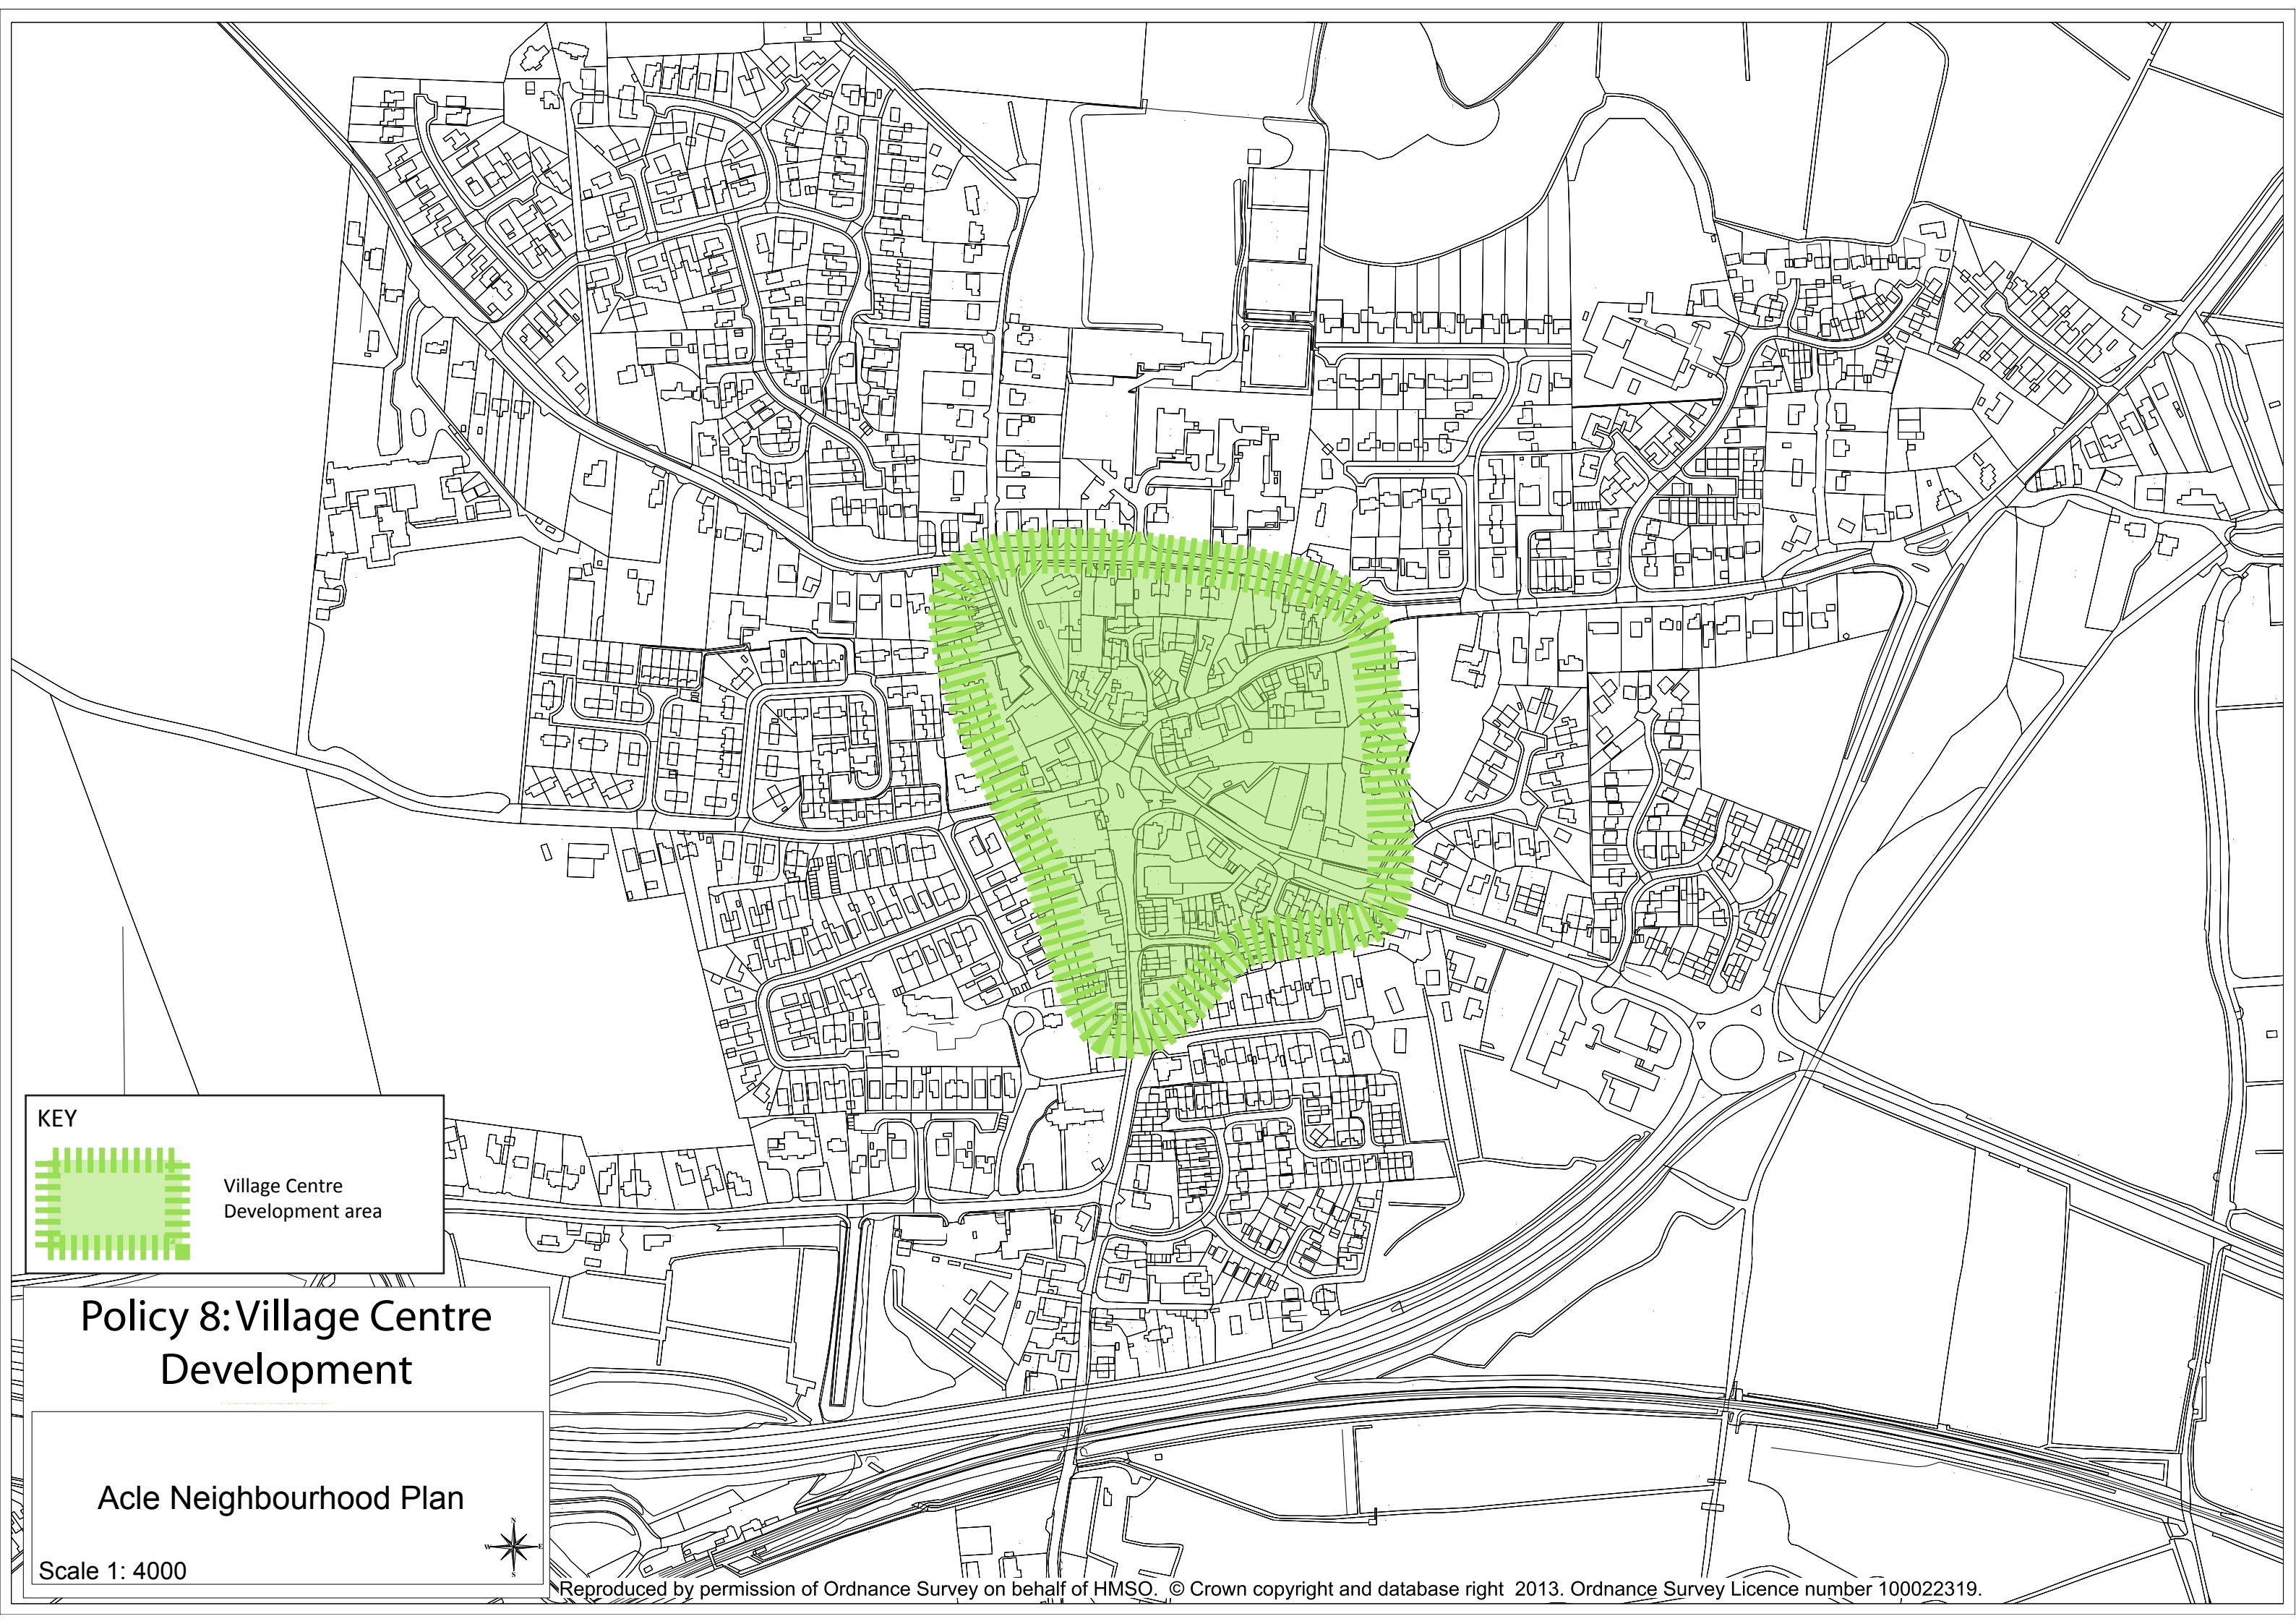 KEY
Village Centre
Development area
Policy 8: Village Centre
Development
Acle Neighbourhood Plan
N
W E
S
Scale 1: 4000
Reproduced by permission of Ordnance Survey on behalf of HMSO. © Crown copyright and database right 2013. Ordnance Survey Licence number 100022319.